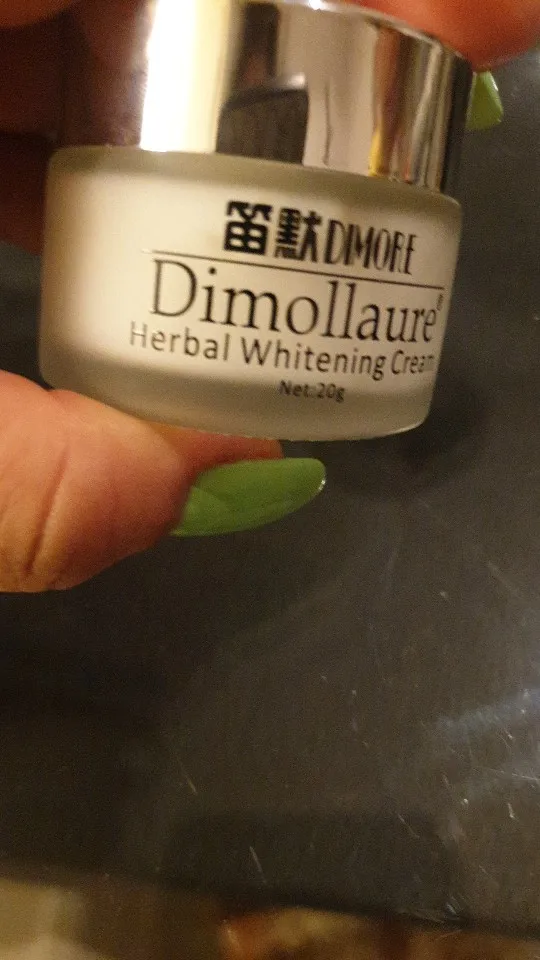 笛默DIMORE
Dimollaure®
Herbal Whitening Cream
Net:20g